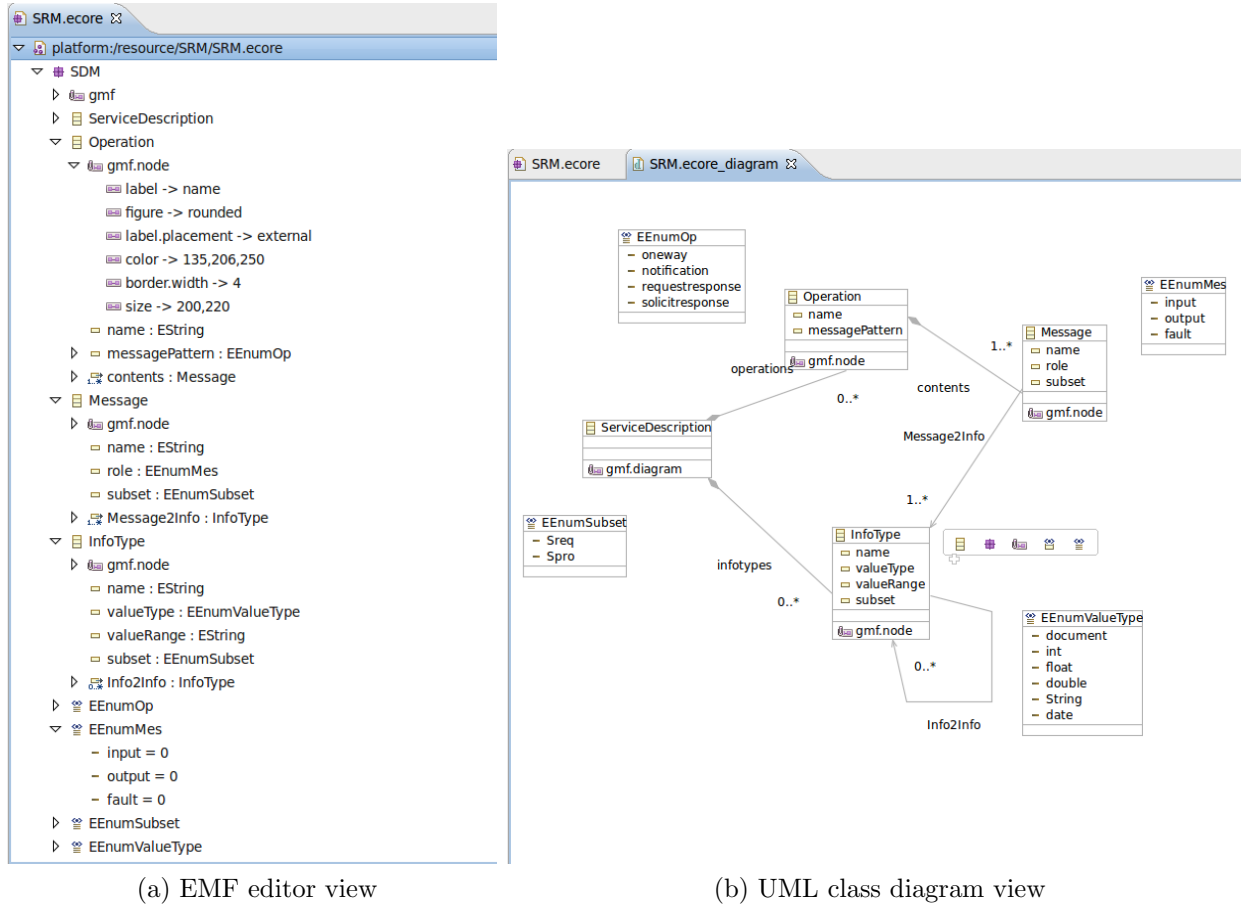 SRM.ecore
platform:/resource/SRM/SRM.ecore
SDM
gmf
ServiceDescription
Operation
gmf.node
label -> name
figure -> rounded
label.placement -> external
color -> 135,206,250
border.width -> 4
size -> 200,220
name : EString
messagePattern : EEnumOp
1..* contents : Message
Message
gmf.node
name : EString
role : EEnumMes
subset : EEnumSubset
1..* Message2Info : InfoType
InfoType
gmf.node
name : EString
valueType : EEnumValueType
valueRange : EString
subset : EEnumSubset
0..* Info2Info : InfoType
EEnumOp
EEnumMes
input = 0
output = 0
fault = 0
EEnumSubset
EEnumValueType
(a) EMF editor view
SRM.ecore
SRM.ecore_diagram
EEnumOp
oneway
notification
requestresponse
solicitresponse
Operation
name
messagePattern
gmf.node
EEnumMes
input
output
fault
Message
name
role
subset
gmf.node
1..*
contents
operations
0..*
ServiceDescription
gmf.diagram
Message2Info
1..*
EEnumSubset
Sreq
Spro
infotypes
0..*
InfoType
name
valueType
valueRange
subset
gmf.node
0..*
Info2Info
EEnumValueType
document
int
float
double
String
date
(b) UML class diagram view